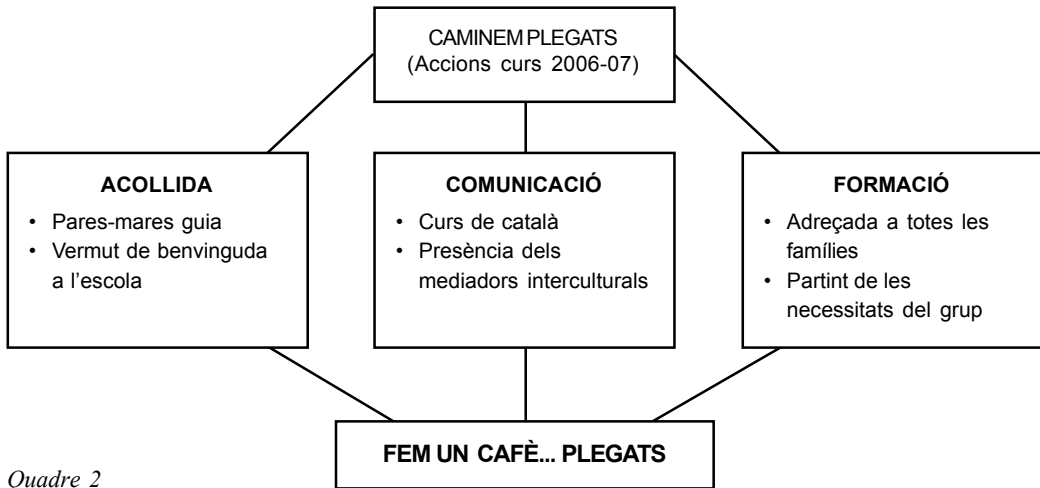 CAMINEM PLEGATS
(Accions curs 2006-07)
ACOLLIDA
• Pares-mares guia
• Vermut de benvinguda
a l'escola
COMUNICACIÓ
• Curs de català
• Presència dels
mediadors interculturals
FORMACIÓ
• Adreçada a totes les
famílies
• Partint de les
necessitats del grup
FEM UN CAFÈ... PLEGATS
Quadre 2